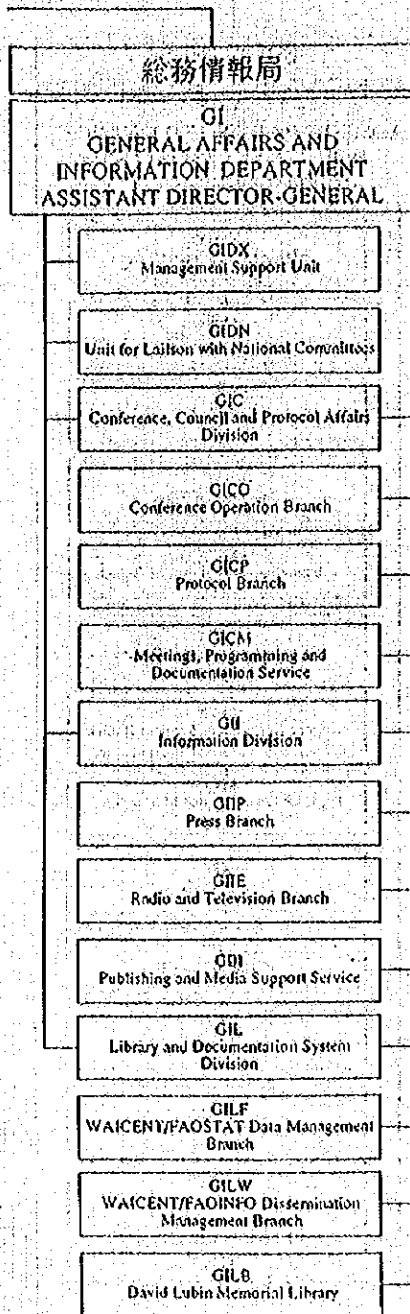 総務情報局
GI
GENERAL AFFAIRS AND
INFORMATION DEPARTMENT
ASSISTANT DIRECTOR-GENERAL
GIDX
Management Support Unit
GIDN
Unit for Liaison with National Committees
GIC
Conference, Council and Protocol Affairs
Division
GICO
Conference Operation Branch
GICP
Protocol Branch
GICM
Meetings, Programming and
Documentation Service
GII
Information Division
GIIP
Press Branch
GIIE
Radio and Television Branch
Publishing and Media Support Service
GIL
Library and Documentation System
Division
GILF
WAICENT/FAOSTAT Data Management
Branch
GILW
WAICENT/FAOINFO Dissemination
Management Branch
GILB
David Lubin Memorial Library